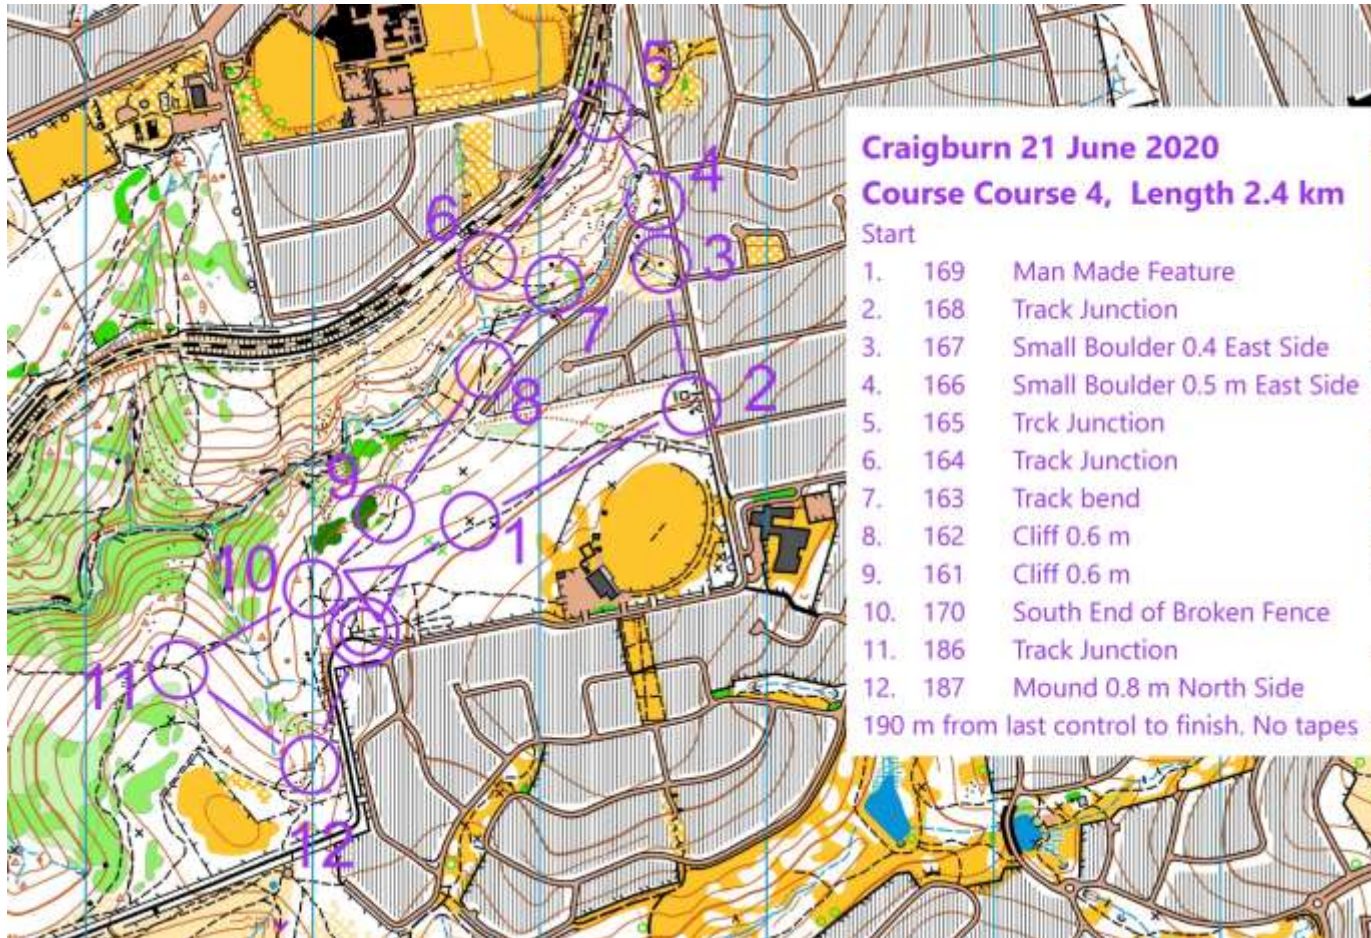 5
4
6
3
7
2
8
9
1
10
11
12
Craigburn 21 June 2020
Course Course 4, Length 2.4 km
Start
1. 169 Man Made Feature
2. 168 Track Junction
3. 167 Small Boulder 0.4 East Side
4. 166 Small Boulder 0.5 m East Side
5. 165 Trck Junction
6. 164 Track Junction
7. 163 Track bend
8. 162 Cliff 0.6 m
9. 161 Cliff 0.6 m
10. 170 South End of Broken Fence
11. 186 Track Junction
12. 187 Mound 0.8 m North Side
190 m from last control to finish. No tapes